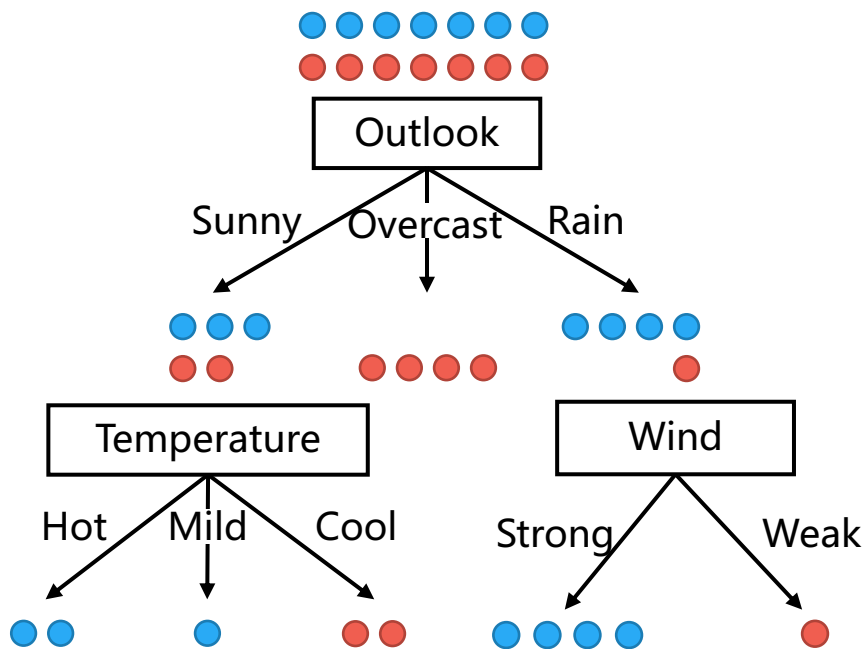 Outlook
Sunny
Overcast
Rain
Temperature
Wind
Hot
Mild
Cool
Strong
Weak